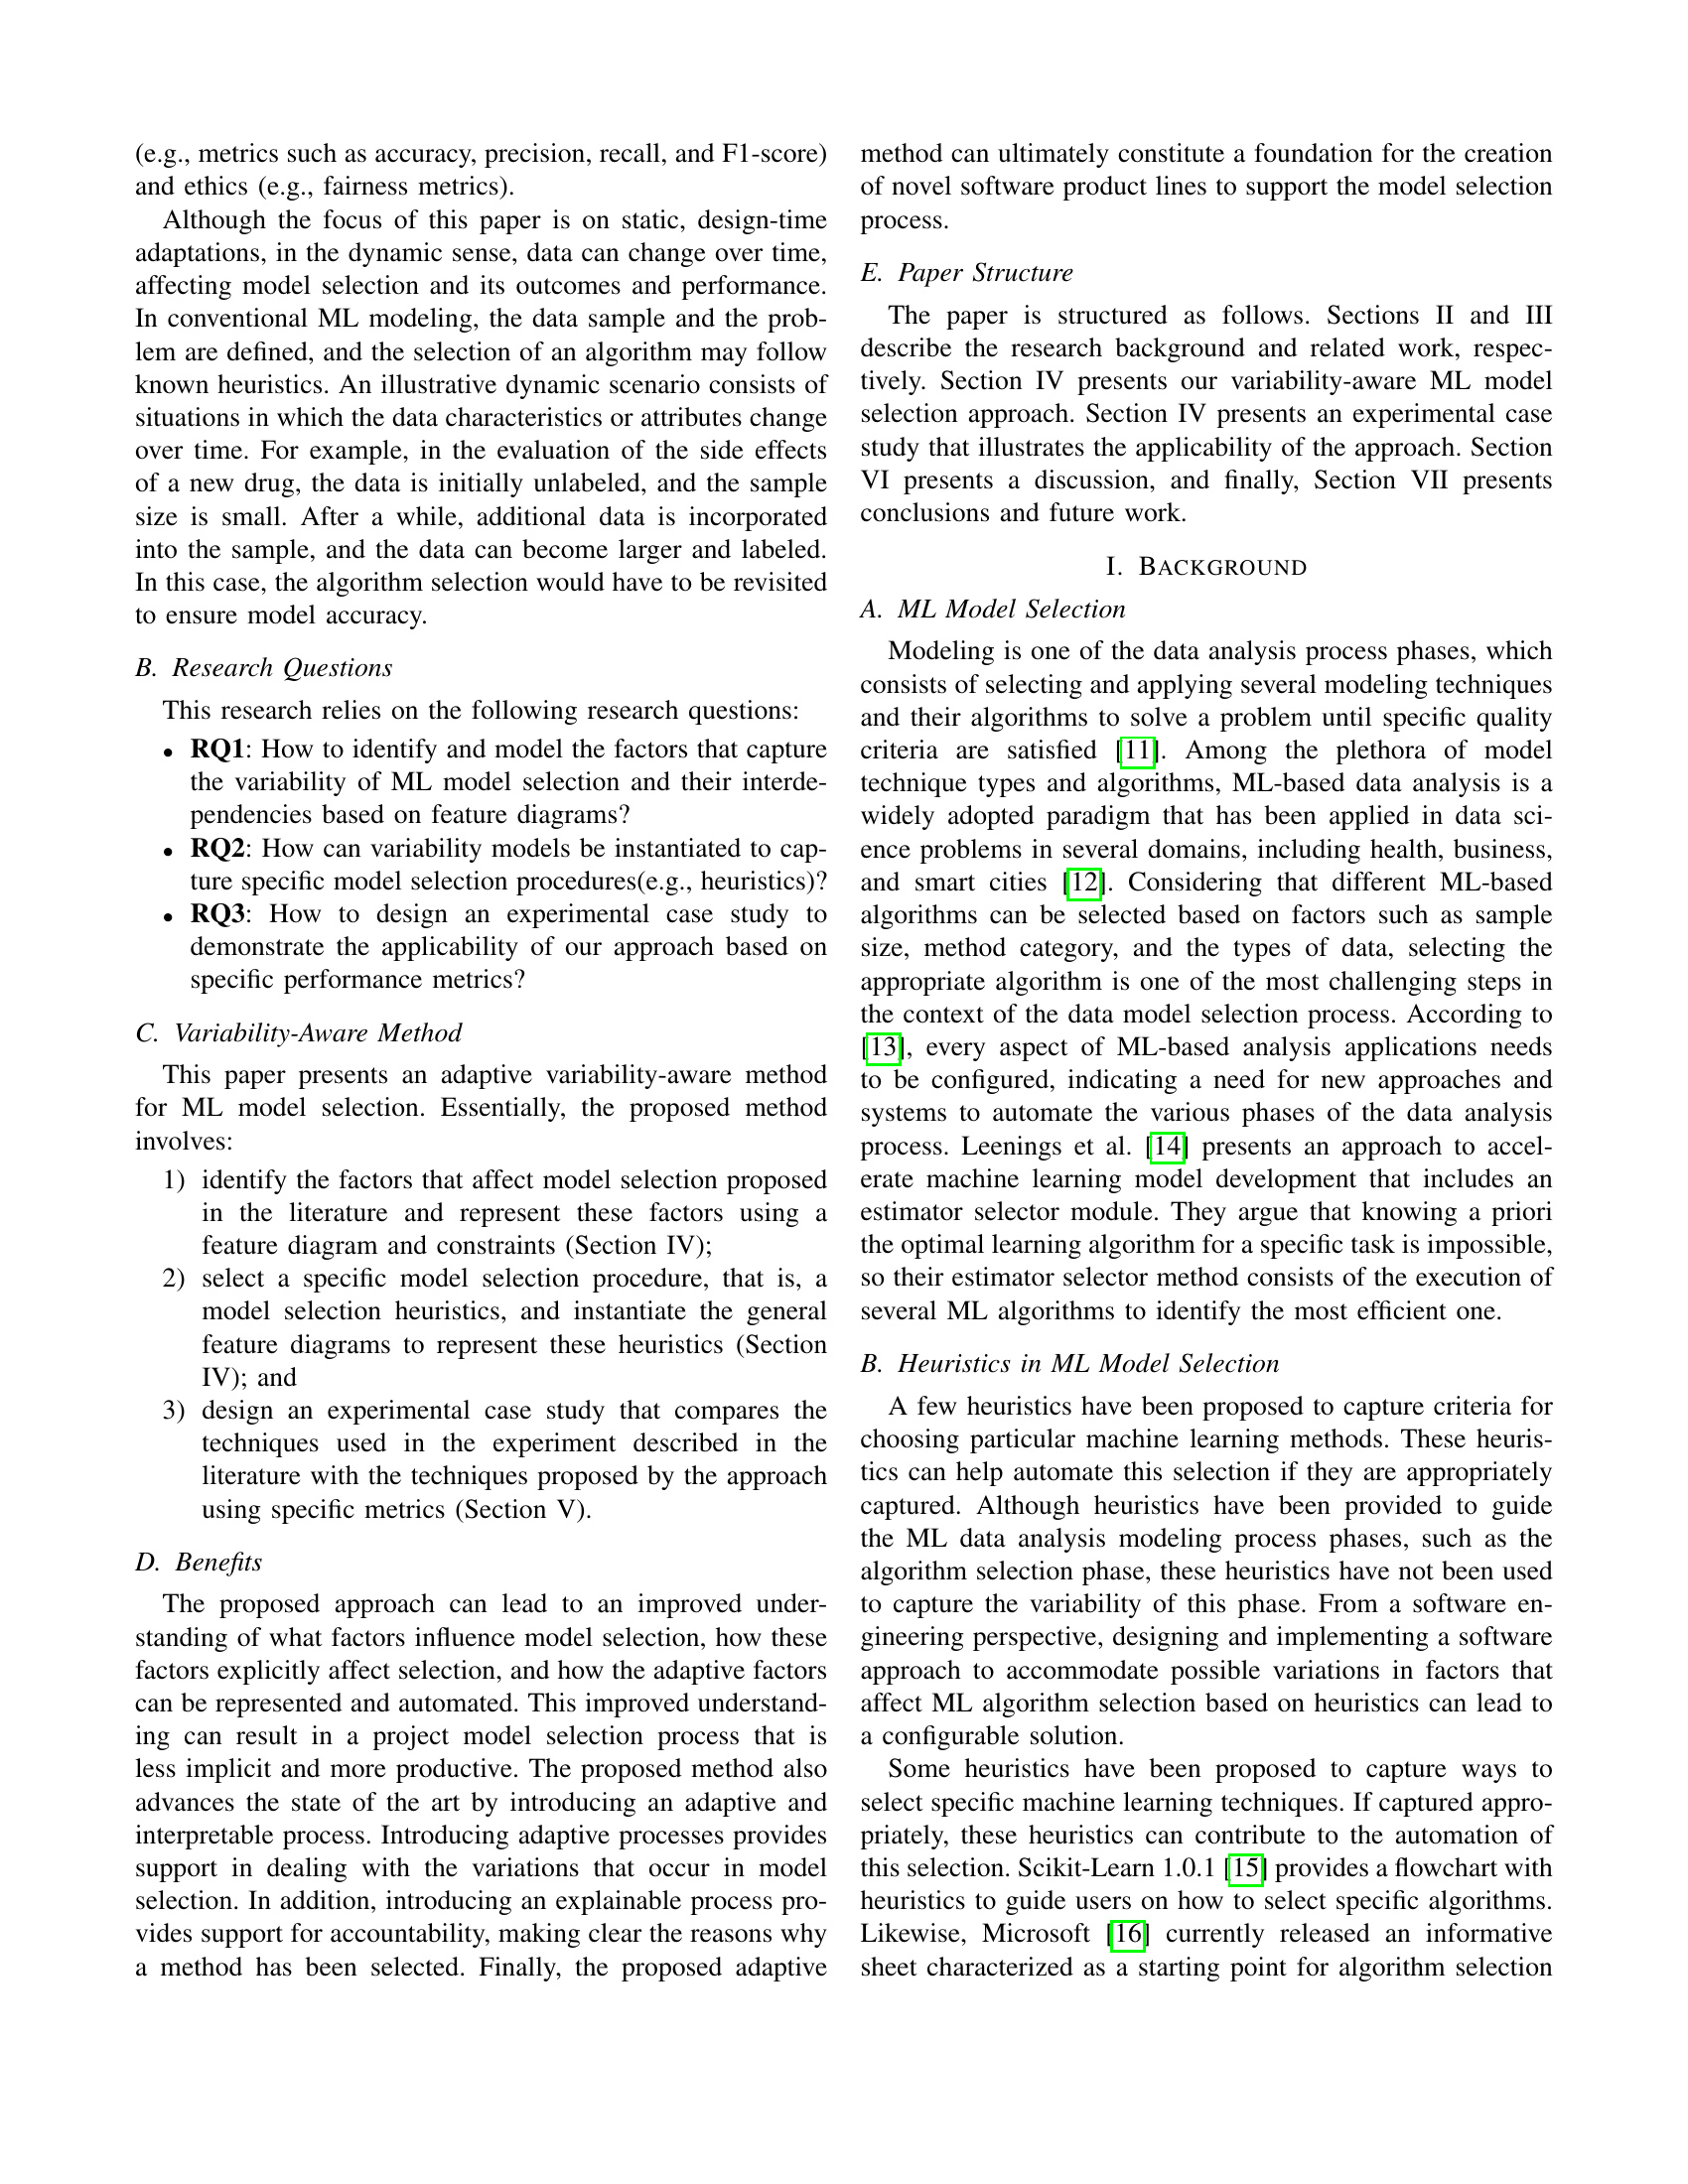 (e.g., metrics such as accuracy, precision, recall, and F1-score)
and ethics (e.g., fairness metrics).
Although the focus of this paper is on static, design-time
adaptations, in the dynamic sense, data can change over time,
affecting model selection and its outcomes and performance.
In conventional ML modeling, the data sample and the prob-
lem are defined, and the selection of an algorithm may follow
known heuristics. An illustrative dynamic scenario consists of
situations in which the data characteristics or attributes change
over time. For example, in the evaluation of the side effects
of a new drug, the data is initially unlabeled, and the sample
size is small. After a while, additional data is incorporated
into the sample, and the data can become larger and labeled.
In this case, the algorithm selection would have to be revisited
to ensure model accuracy.
B. Research Questions
This research relies on the following research questions:
• RQ1: How to identify and model the factors that capture
the variability of ML model selection and their interde-
pendencies based on feature diagrams?
• RQ2: How can variability models be instantiated to cap-
ture specific model selection procedures(e.g., heuristics)?
• RQ3: How to design an experimental case study to
demonstrate the applicability of our approach based on
specific performance metrics?
C. Variability-Aware Method
This paper presents an adaptive variability-aware method
for ML model selection. Essentially, the proposed method
involves:
1) identify the factors that affect model selection proposed
in the literature and represent these factors using a
feature diagram and constraints (Section IV);
2) select a specific model selection procedure, that is, a
model selection heuristics, and instantiate the general
feature diagrams to represent these heuristics (Section
IV); and
3) design an experimental case study that compares the
techniques used in the experiment described in the
literature with the techniques proposed by the approach
using specific metrics (Section V).
D. Benefits
The proposed approach can lead to an improved under-
standing of what factors influence model selection, how these
factors explicitly affect selection, and how the adaptive factors
can be represented and automated. This improved understand-
ing can result in a project model selection process that is
less implicit and more productive. The proposed method also
advances the state of the art by introducing an adaptive and
interpretable process. Introducing adaptive processes provides
support in dealing with the variations that occur in model
selection. In addition, introducing an explainable process pro-
vides support for accountability, making clear the reasons why
a method has been selected. Finally, the proposed adaptive
method can ultimately constitute a foundation for the creation
of novel software product lines to support the model selection
process.
E. Paper Structure
The paper is structured as follows. Sections II and III
describe the research background and related work, respec-
tively. Section IV presents our variability-aware ML model
selection approach. Section IV presents an experimental case
study that illustrates the applicability of the approach. Section
VI presents a discussion, and finally, Section VII presents
conclusions and future work.
I. BACKGROUND
A. ML Model Selection
Modeling is one of the data analysis process phases, which
consists of selecting and applying several modeling techniques
and their algorithms to solve a problem until specific quality
criteria are satisfied [11]. Among the plethora of model
technique types and algorithms, ML-based data analysis is a
widely adopted paradigm that has been applied in data sci-
ence problems in several domains, including health, business,
and smart cities [12]. Considering that different ML-based
algorithms can be selected based on factors such as sample
size, method category, and the types of data, selecting the
appropriate algorithm is one of the most challenging steps in
the context of the data model selection process. According to
[13], every aspect of ML-based analysis applications needs
to be configured, indicating a need for new approaches and
systems to automate the various phases of the data analysis
process. Leenings et al. [14] presents an approach to accel-
erate machine learning model development that includes an
estimator selector module. They argue that knowing a priori
the optimal learning algorithm for a specific task is impossible,
so their estimator selector method consists of the execution of
several ML algorithms to identify the most efficient one.
B. Heuristics in ML Model Selection
A few heuristics have been proposed to capture criteria for
choosing particular machine learning methods. These heuris-
tics can help automate this selection if they are appropriately
captured. Although heuristics have been provided to guide
the ML data analysis modeling process phases, such as the
algorithm selection phase, these heuristics have not been used
to capture the variability of this phase. From a software en-
gineering perspective, designing and implementing a software
approach to accommodate possible variations in factors that
affect ML algorithm selection based on heuristics can lead to
a configurable solution.
Some heuristics have been proposed to capture ways to
select specific machine learning techniques. If captured appro-
priately, these heuristics can contribute to the automation of
this selection. Scikit-Learn 1.0.1 [15] provides a flowchart with
heuristics to guide users on how to select specific algorithms.
Likewise, Microsoft [16] currently released an informative
sheet characterized as a starting point for algorithm selection